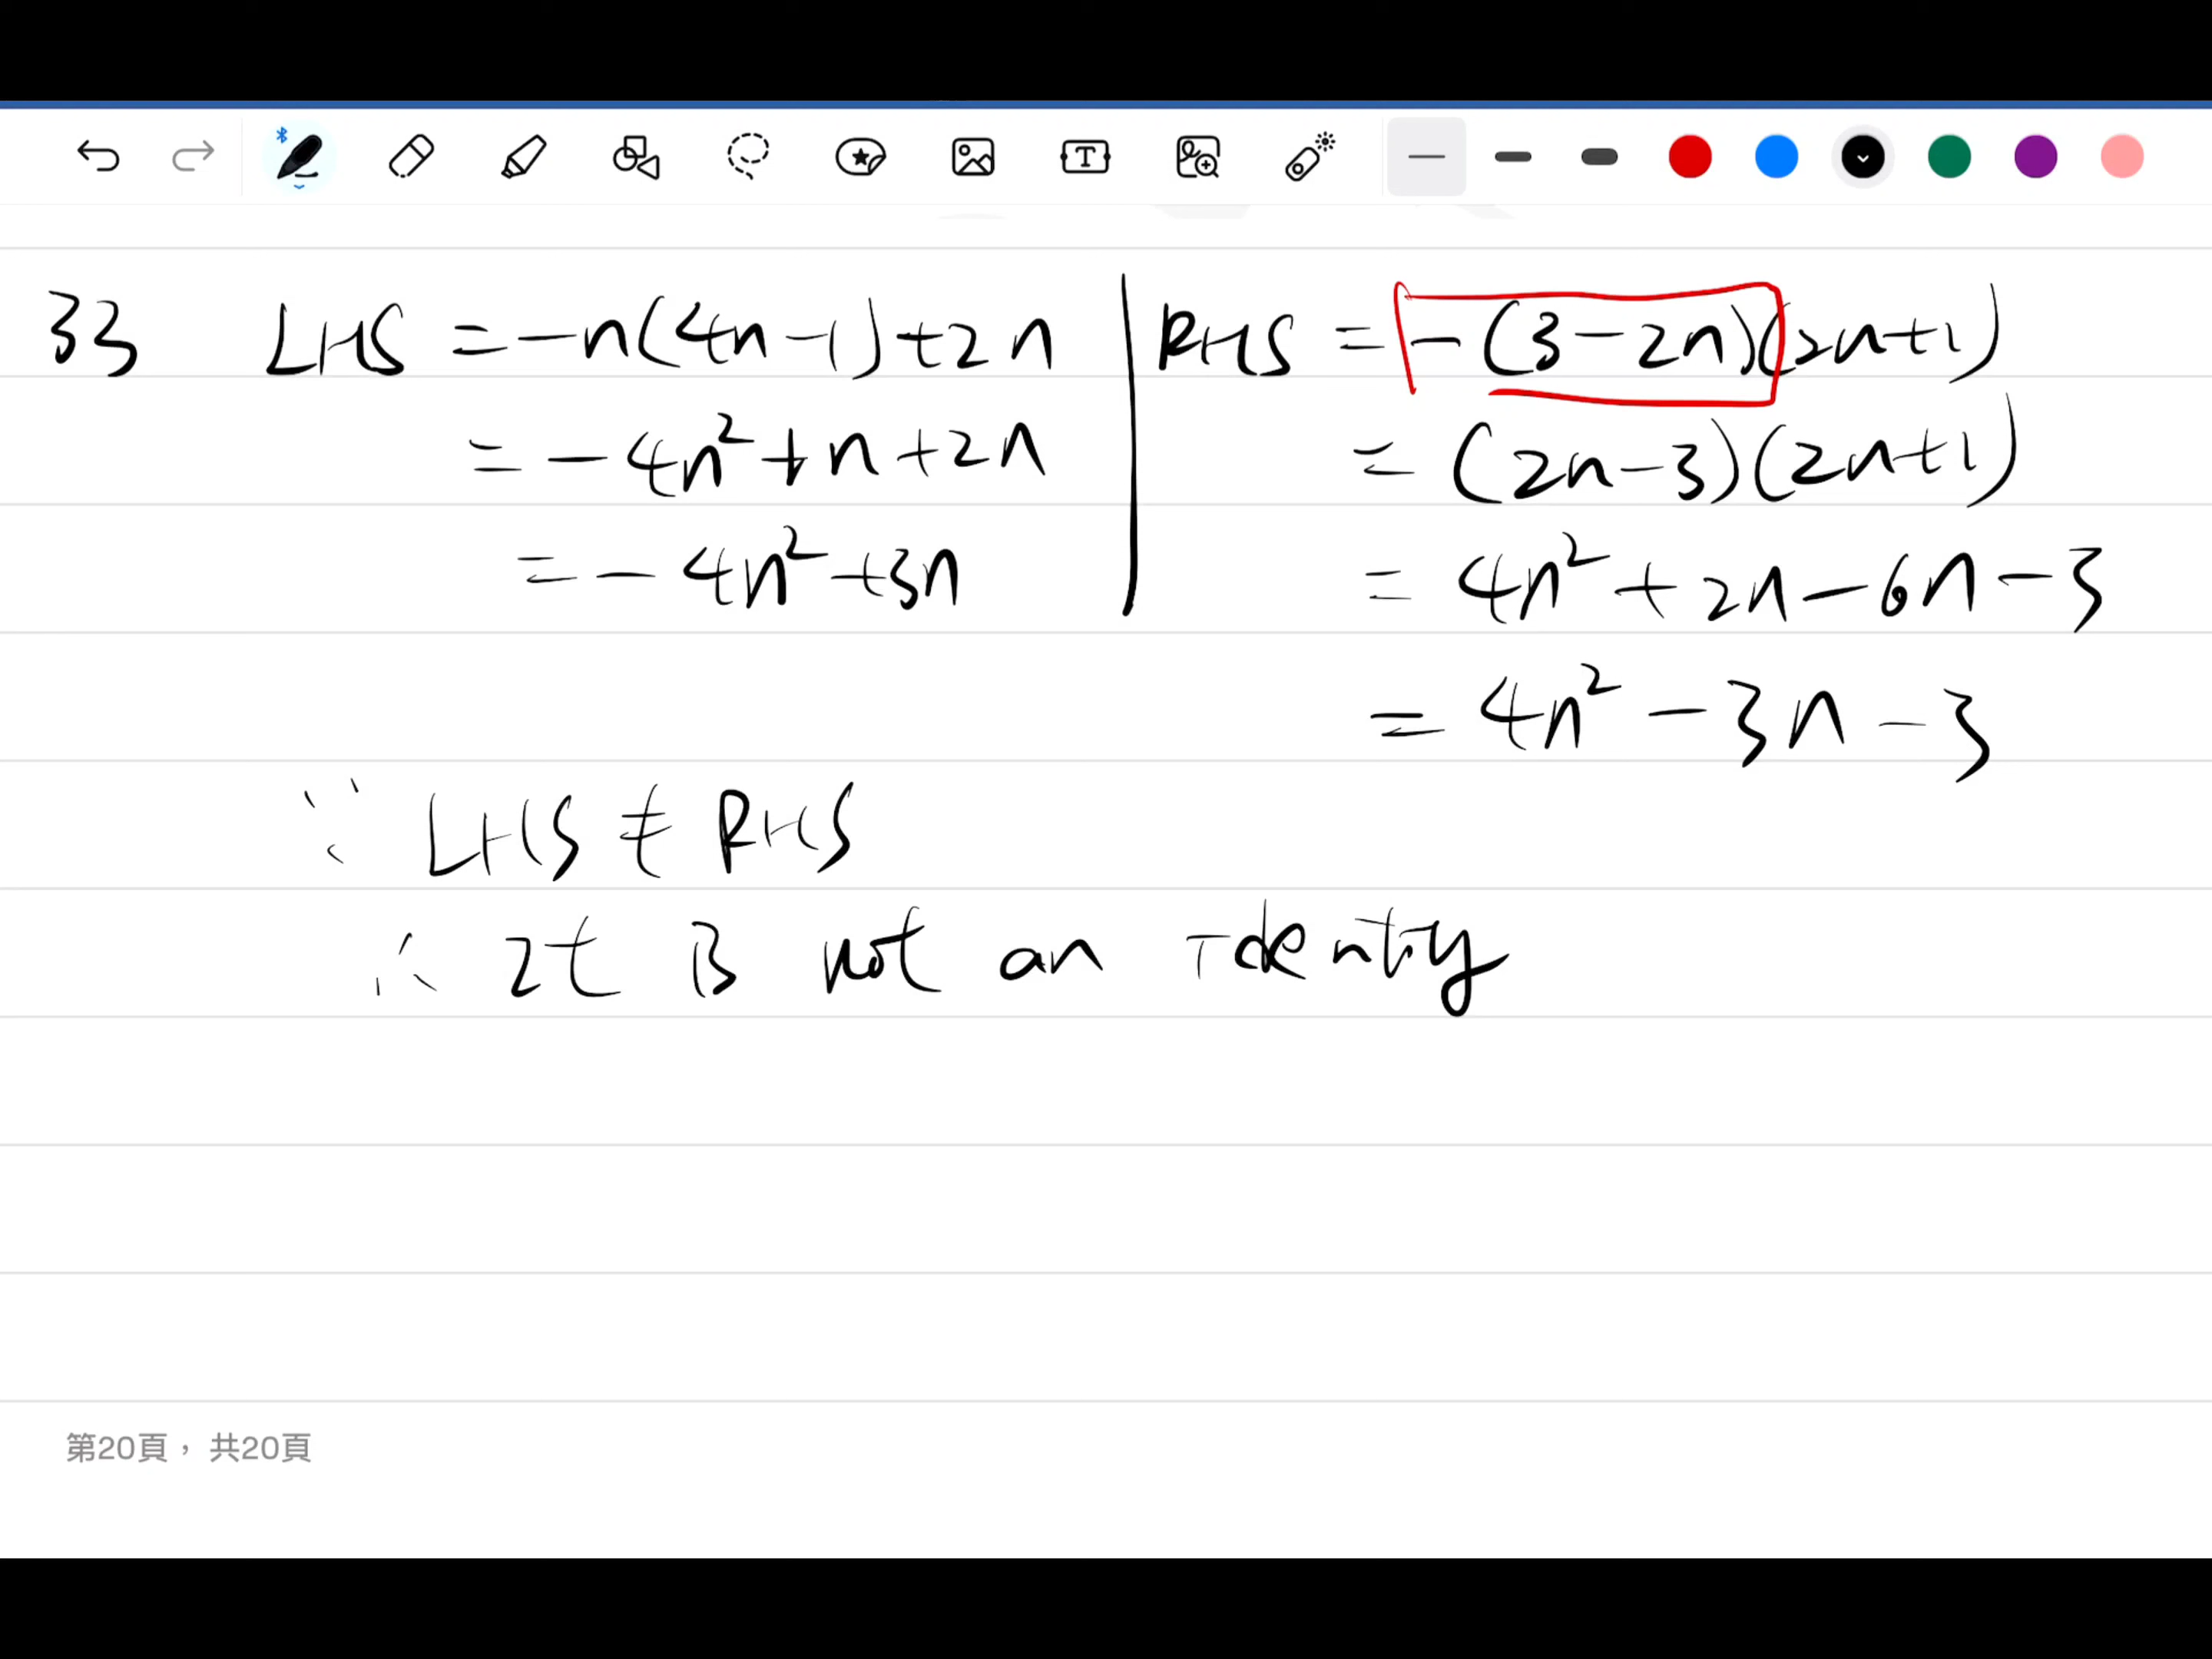 33 LHS = -n(4n-1)+2n
= -4n²+n+2n
= -4n²+3n
RHS = -(3-2n)(2n+1)
= (2n-3)(2n+1)
= 4n²+2n-6n-3
= 4n²-3n-3
∵ LHS ≠ RHS
∴ It is not an identity
第20頁，共20頁